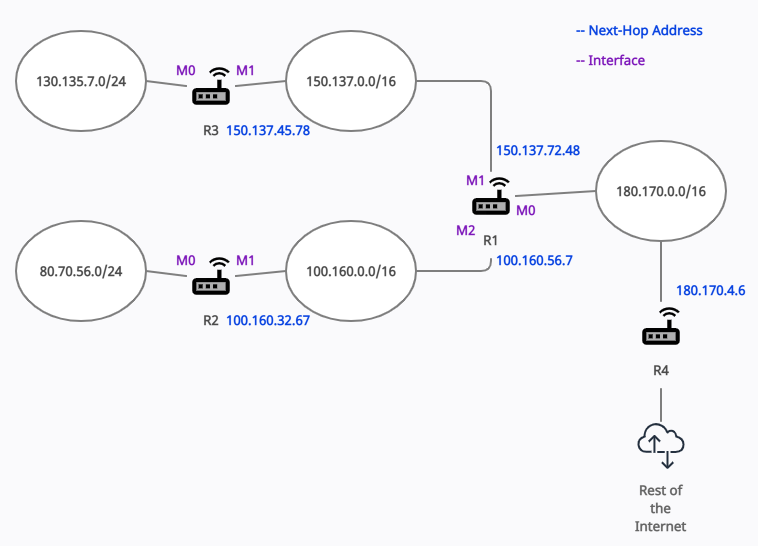 -- Next-Hop Address
-- Interface
130.135.7.0/24
M0
M1
150.137.0.0/16
R3
150.137.45.78
150.137.72.48
M1
M0
M2
R1
180.170.0.0/16
80.70.56.0/24
M0
M1
100.160.0.0/16
100.160.56.7
R2
100.160.32.67
180.170.4.6
R4
Rest of
the
Internet